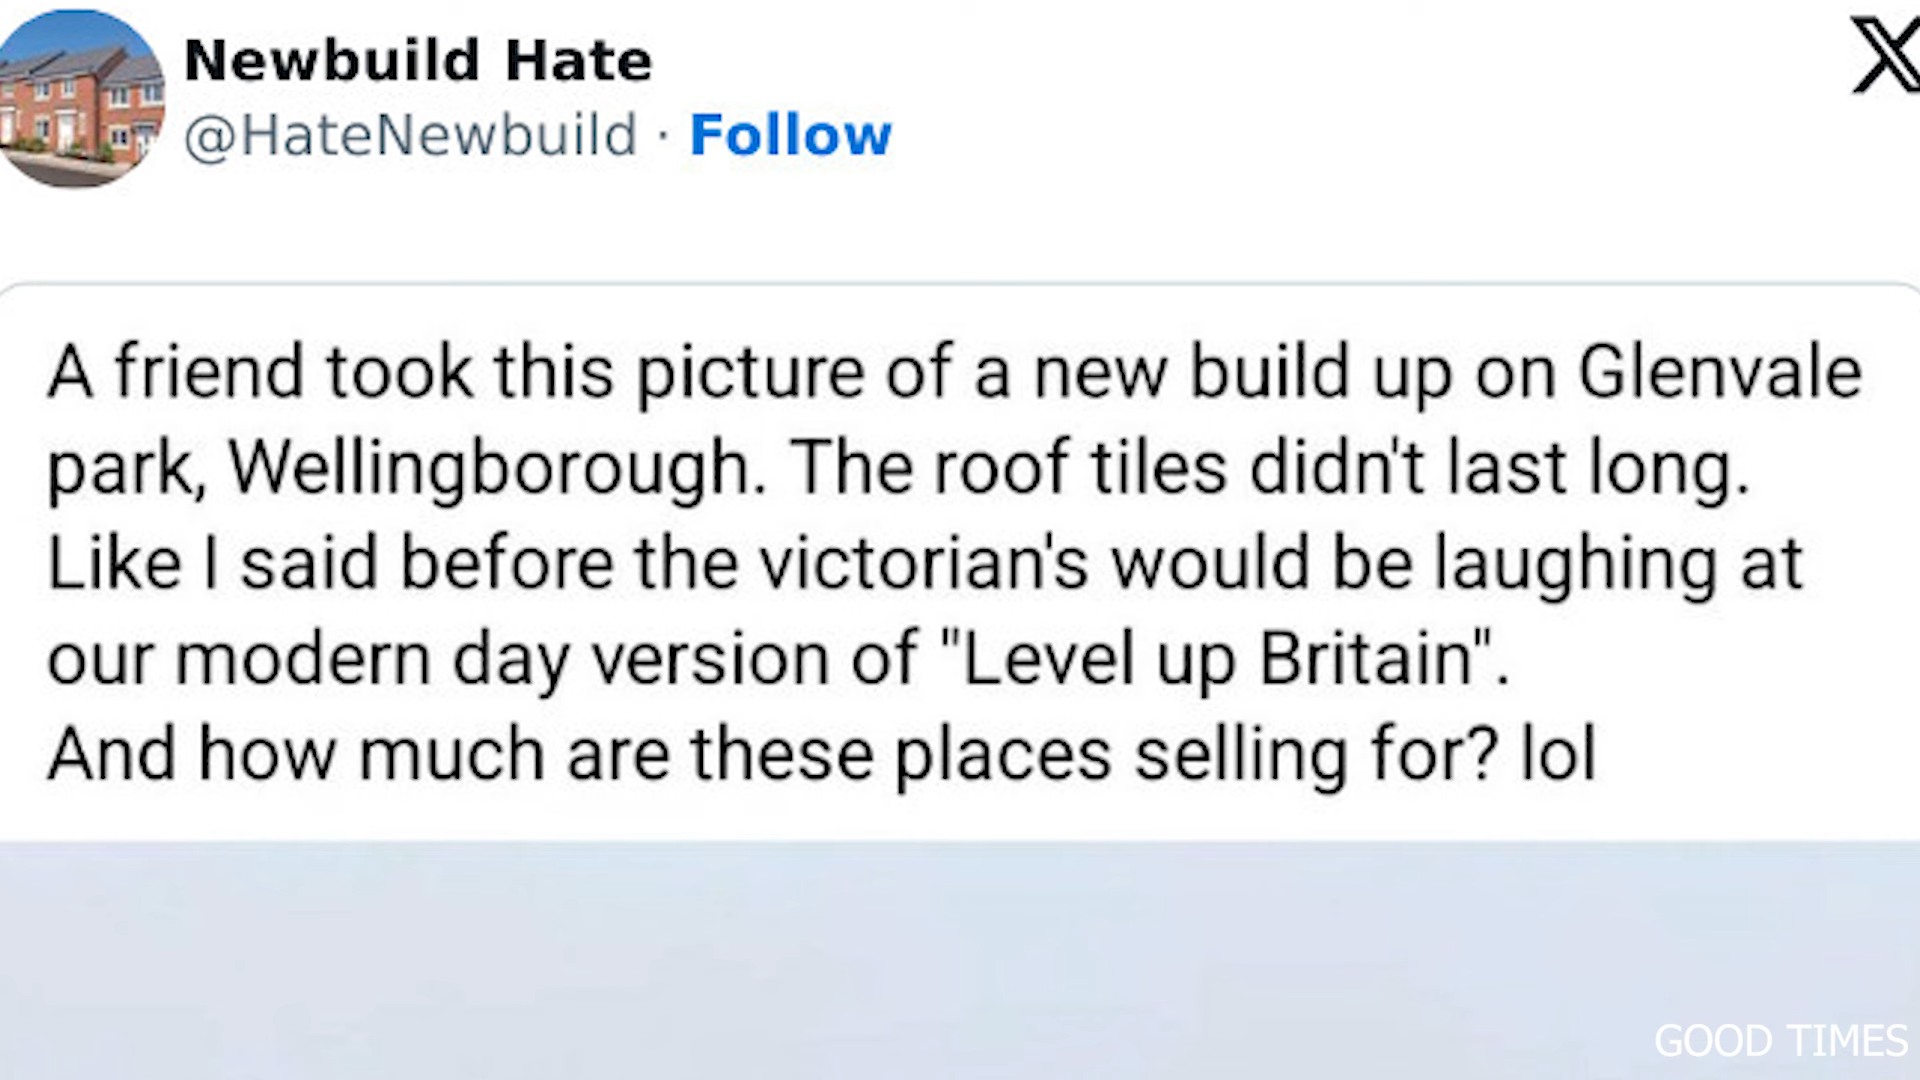 Newbuild Hate
@HateNewbuild · Follow
A friend took this picture of a new build up on Glenvale
park, Wellingborough. The roof tiles didn't last long.
Like I said before the victorian's would be laughing at
our modern day version of "Level up Britain".
And how much are these places selling for? lol
GOOD TIMES